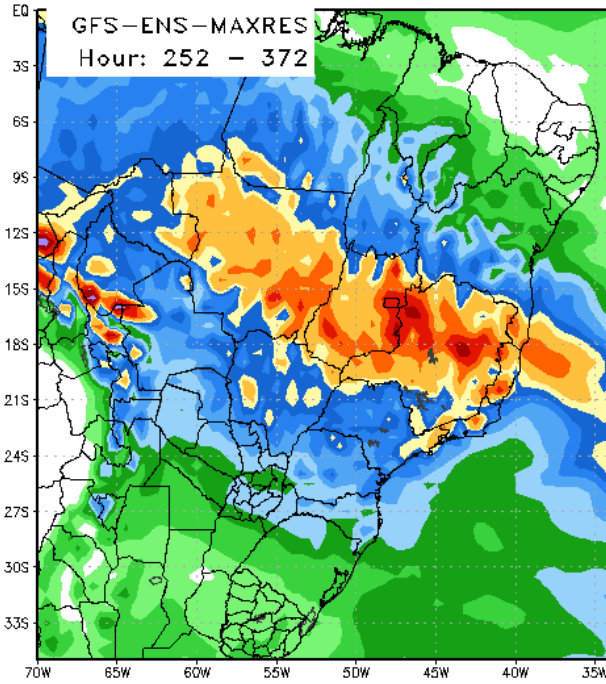 GFS-ENS-MAXRES
Hour: 252 - 372
EQ
3S
6S
9S
12S
15S
18S
21S
24S
27S
30S
33S
70W 65W 60W 55W 50W 45W 40W 35W